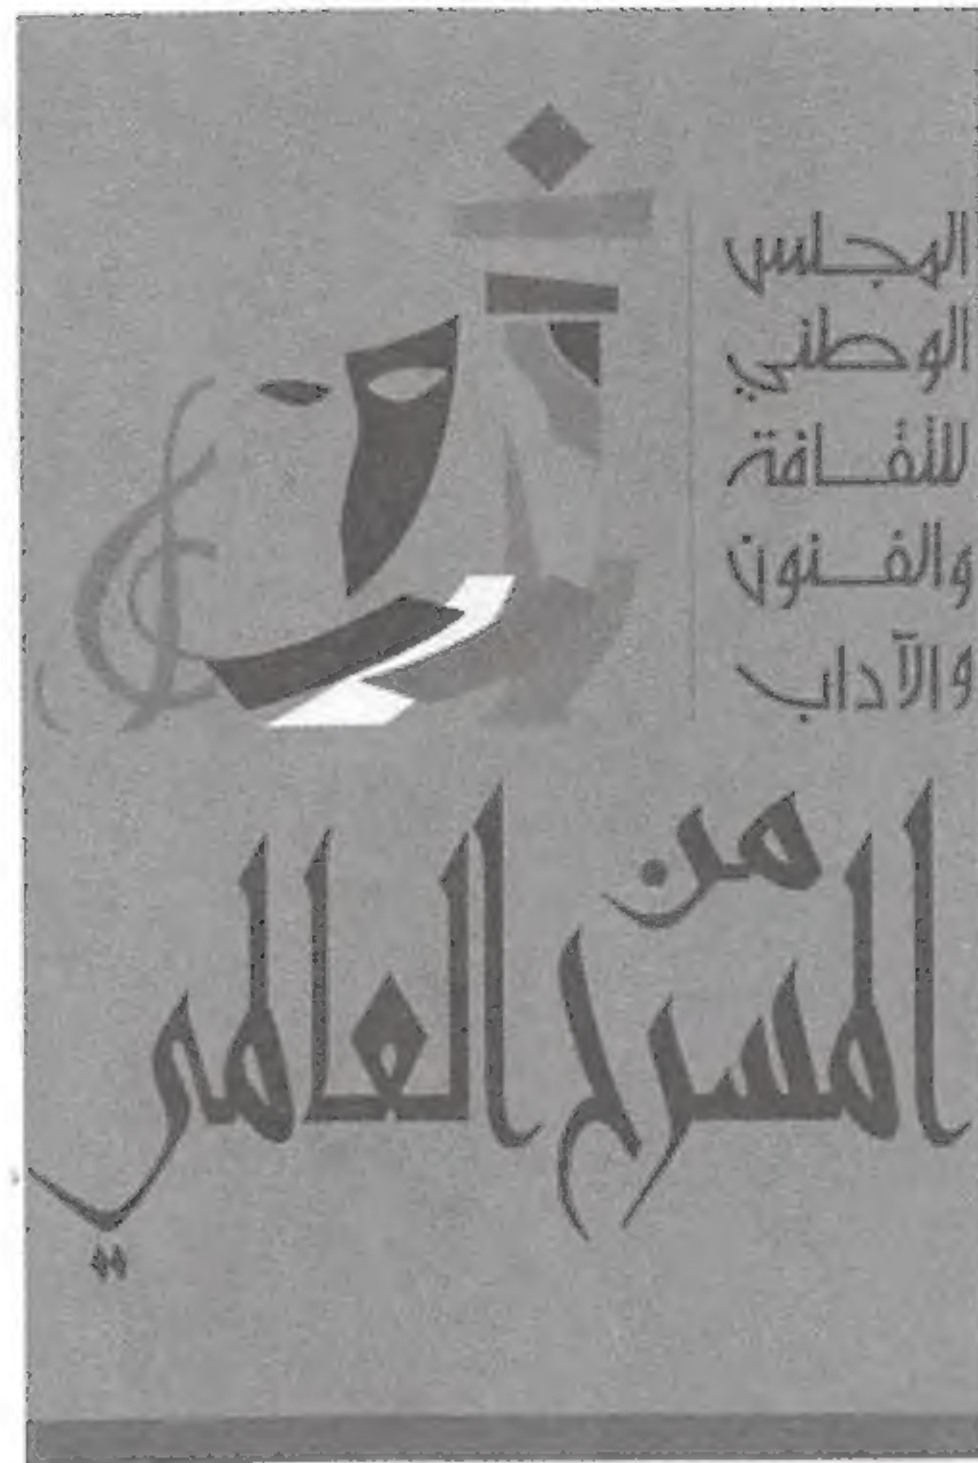 المجلس
الوطني
للثقافة
والفنون
والآداب
من
المسرح العالمي